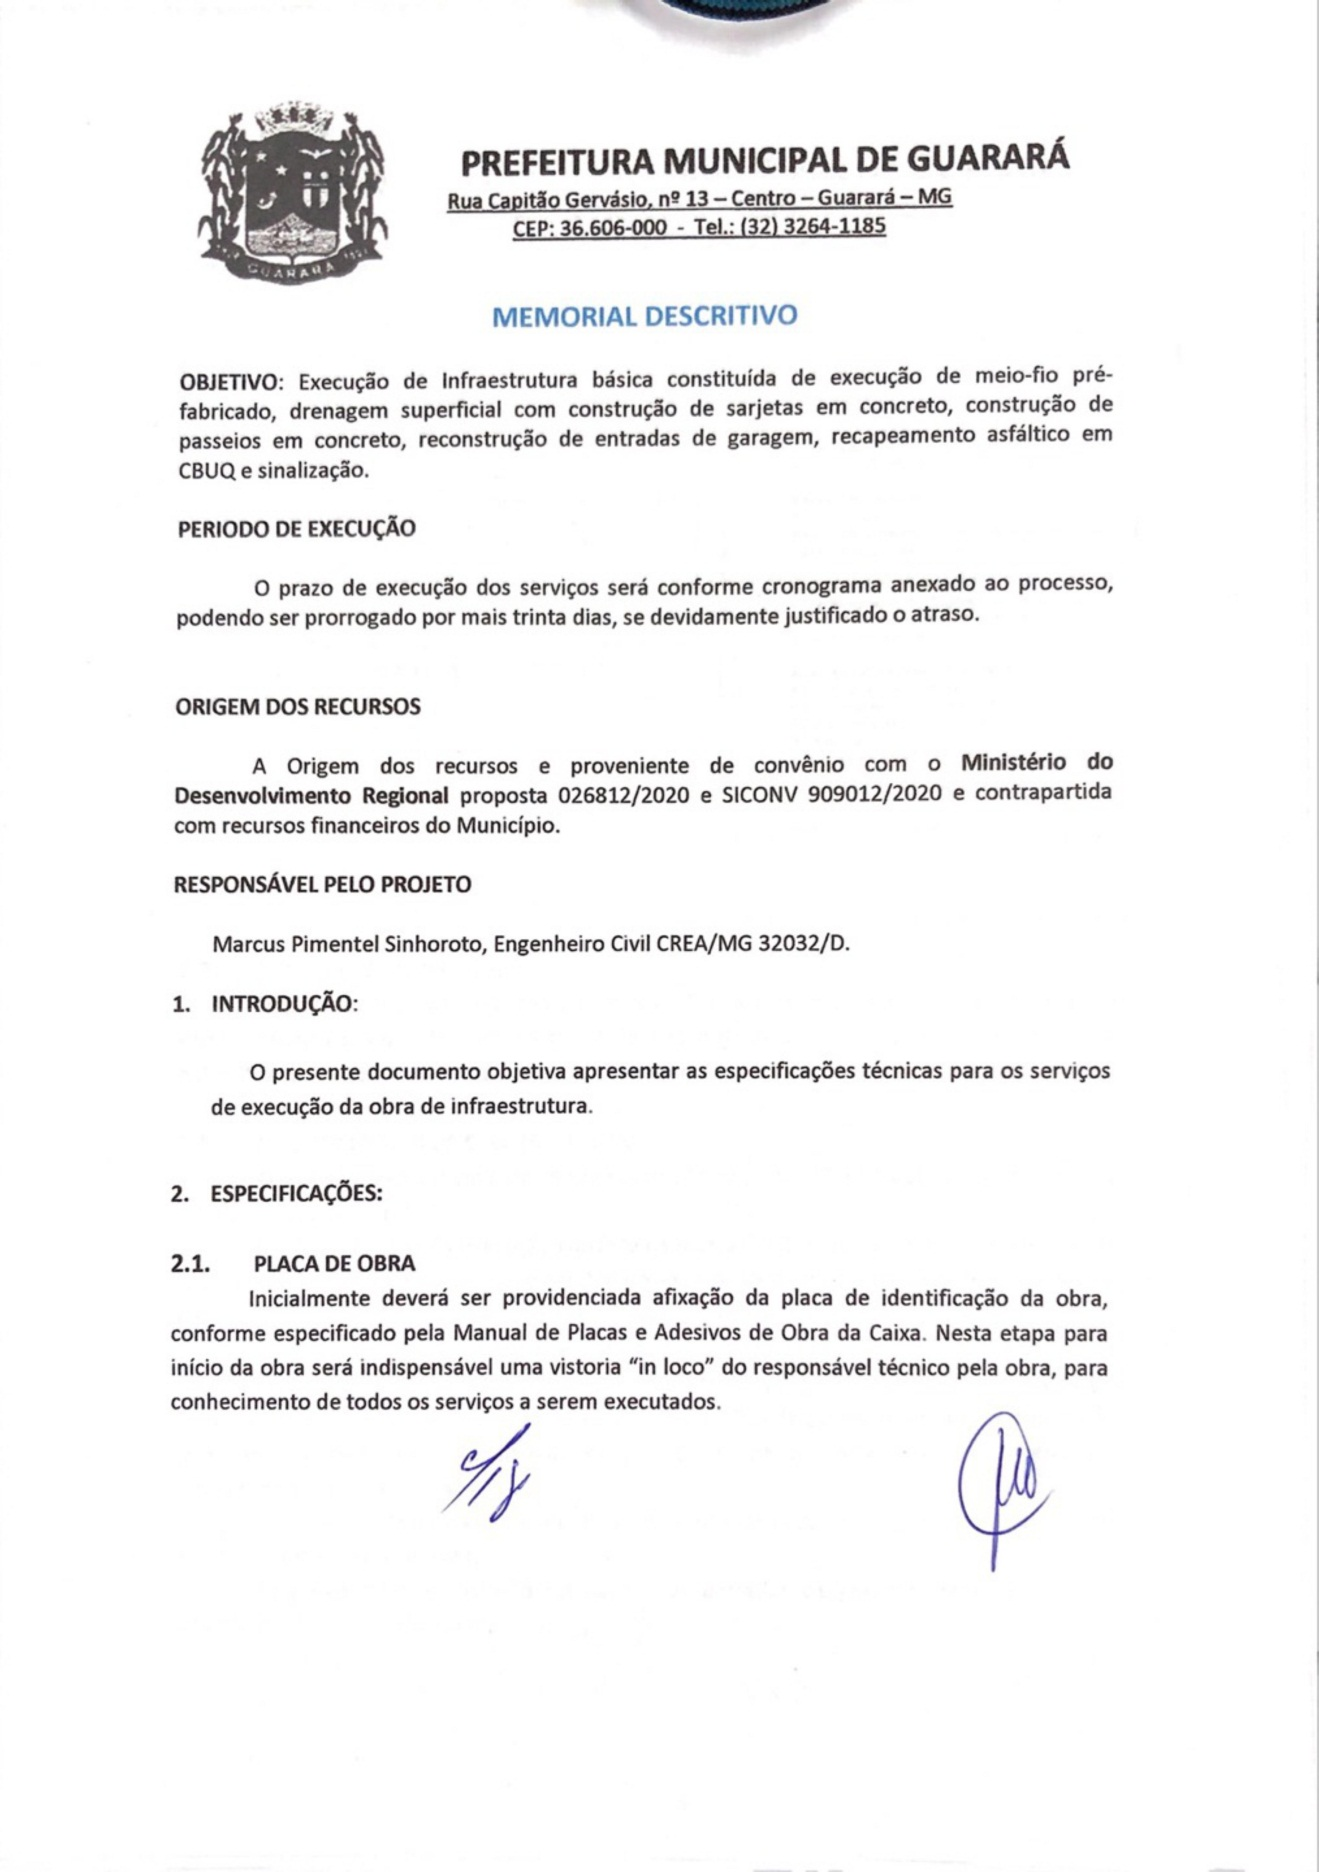 PREFEITURA MUNICIPAL DE GUARARÁ
Rua Capitão Gervásio, nº 13 – Centro – Guarará – MG
CEP: 36.606-000 - Tel.: (32) 3264-1185
GUARARÁ
MEMORIAL DESCRITIVO
OBJETIVO: Execução de Infraestrutura básica constituída de execução de meio-fio pré-
fabricado, drenagem superficial com construção de sarjetas em concreto, construção de
passeios em concreto, reconstrução de entradas de garagem, recapeamento asfáltico em
CBUQ e sinalização.
PERIODO DE EXECUÇÃO
O prazo de execução dos serviços será conforme cronograma anexado ao processo,
podendo ser prorrogado por mais trinta dias, se devidamente justificado o atraso.
ORIGEM DOS RECURSOS
A Origem dos recursos e proveniente de convênio com o Ministério do
Desenvolvimento Regional proposta 026812/2020 e SICONV 909012/2020 e contrapartida
com recursos financeiros do Município.
RESPONSÁVEL PELO PROJETO
Marcus Pimentel Sinhoroto, Engenheiro Civil CREA/MG 32032/D.
1. INTRODUÇÃO:
O presente documento objetiva apresentar as especificações técnicas para os serviços
de execução da obra de infraestrutura.
2. ESPECIFICAÇÕES:
2.1. PLACA DE OBRA
Inicialmente deverá ser providenciada afixação da placa de identificação da obra,
conforme especificado pela Manual de Placas e Adesivos de Obra da Caixa. Nesta etapa para
início da obra será indispensável uma vistoria “in loco” do responsável técnico pela obra, para
conhecimento de todos os serviços a serem executados.